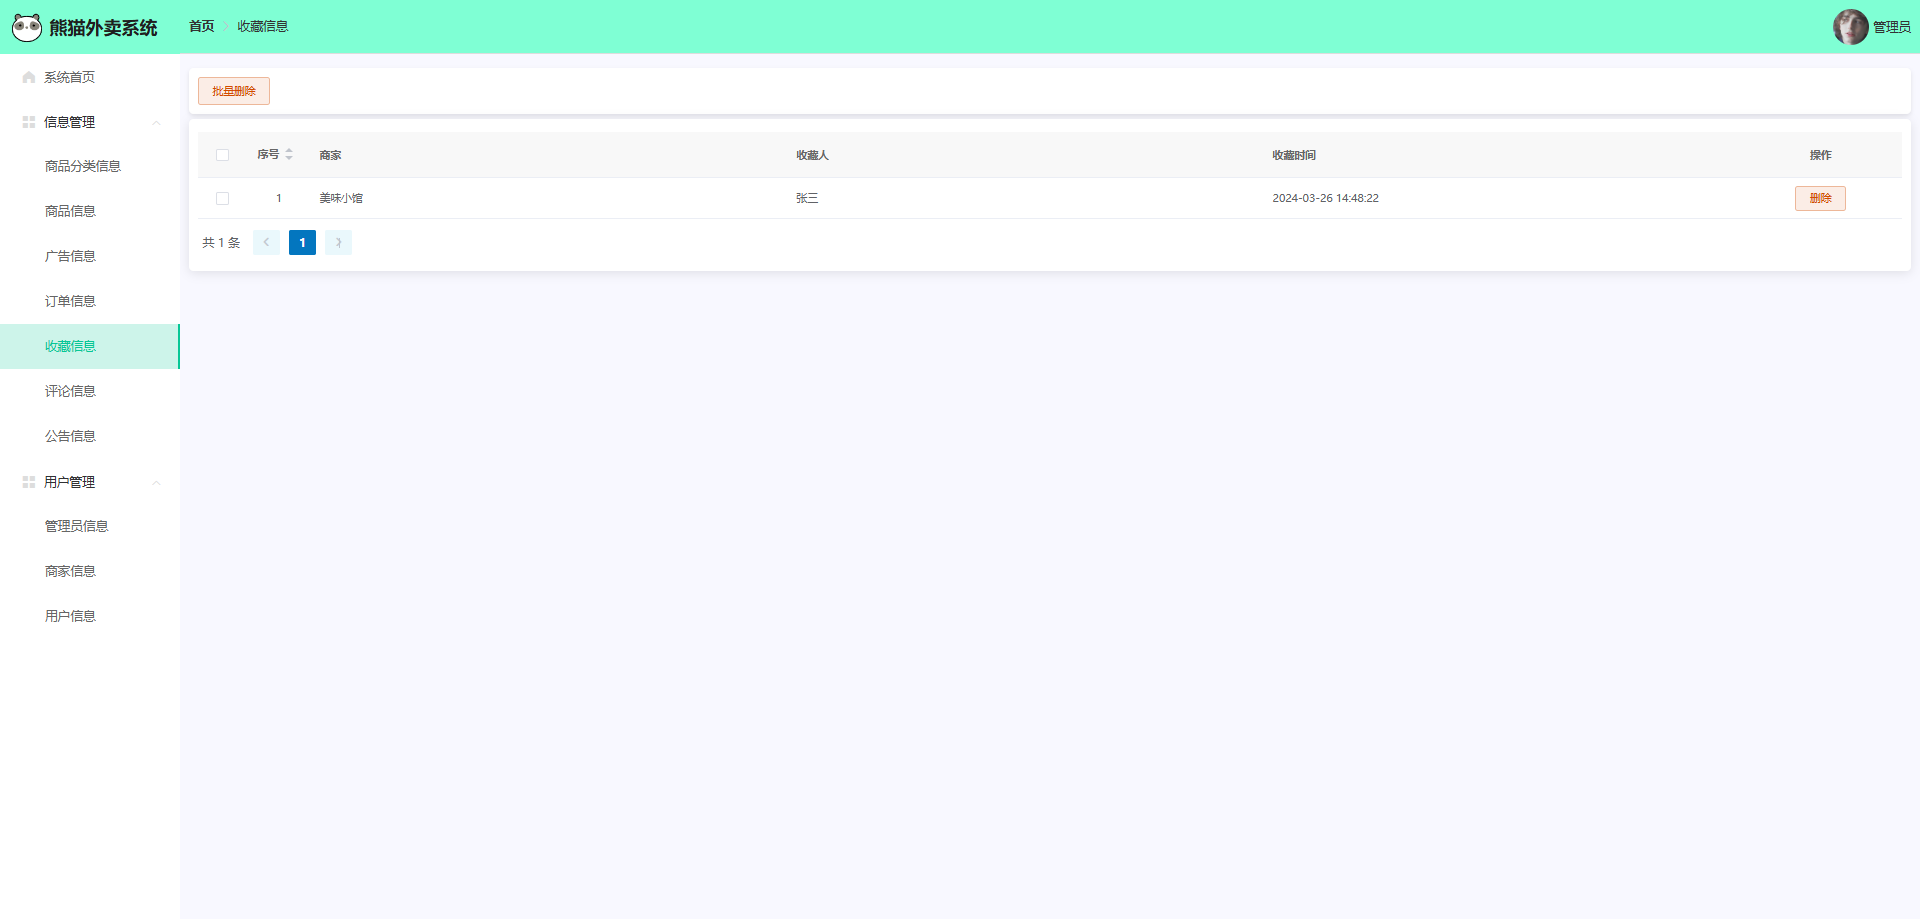 熊猫外卖系统
首页 收藏信息
管理员
系统首页
信息管理
商品分类信息
商品信息
广告信息
订单信息
收藏信息
评论信息
公告信息
用户管理
管理员信息
商家信息
用户信息
批量删除
序号 商家 收藏人 收藏时间 操作
1 美味小馆 张三 2024-03-26 14:48:22 删除
共 1 条 1